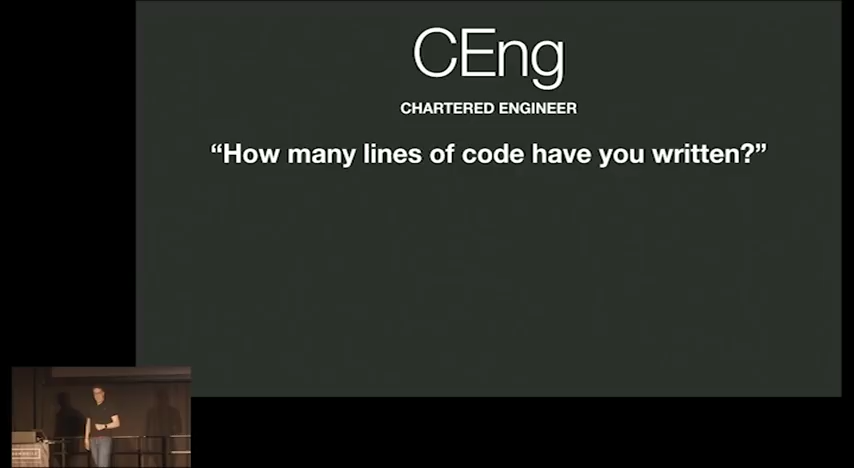 CEng
CHARTERED ENGINEER
“How many lines of code have you written?”